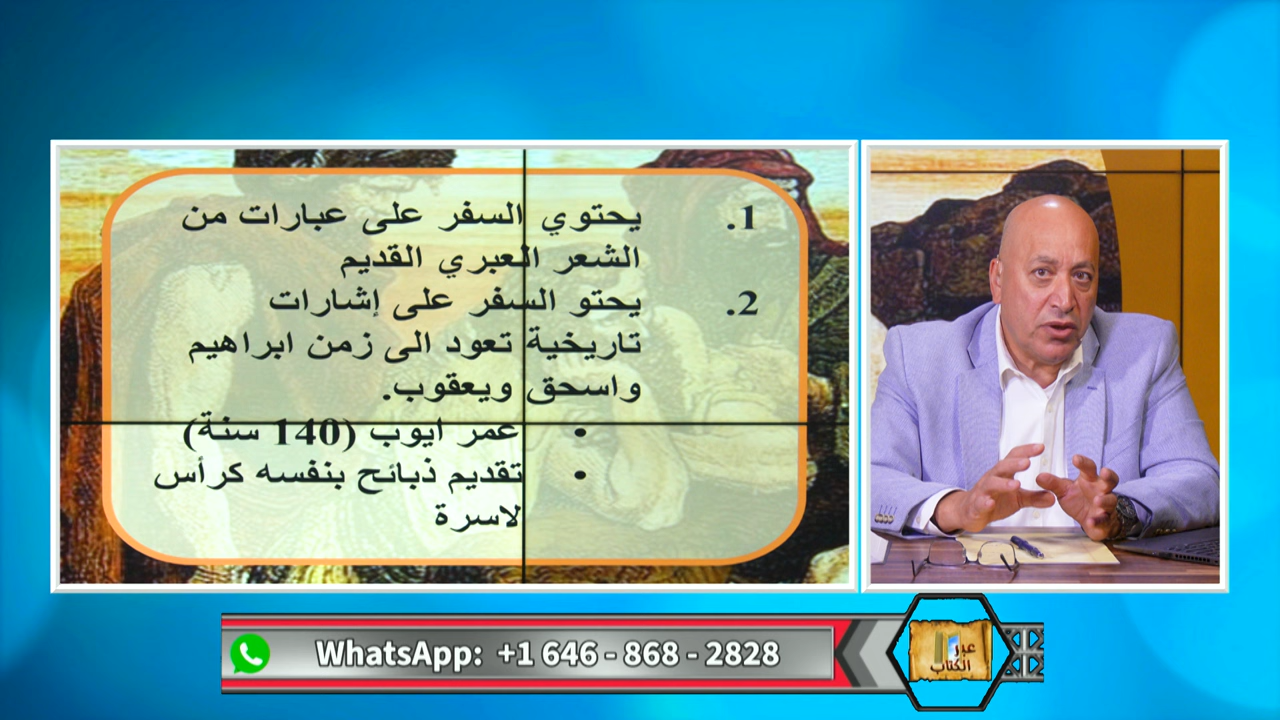 1. يحتوي السفر على عبارات من
الشعر العبري القديم
2. يحتو السفر على إشارات
تاريخية تعود الى زمن ابراهيم
واسحق ويعقوب.
• عمر ايوب (140 سنة)
• تقديم ذبائح بنفسه كرأس
لاسرة
WhatsApp: +1 646 - 868 - 2828
عبر
الكتاب